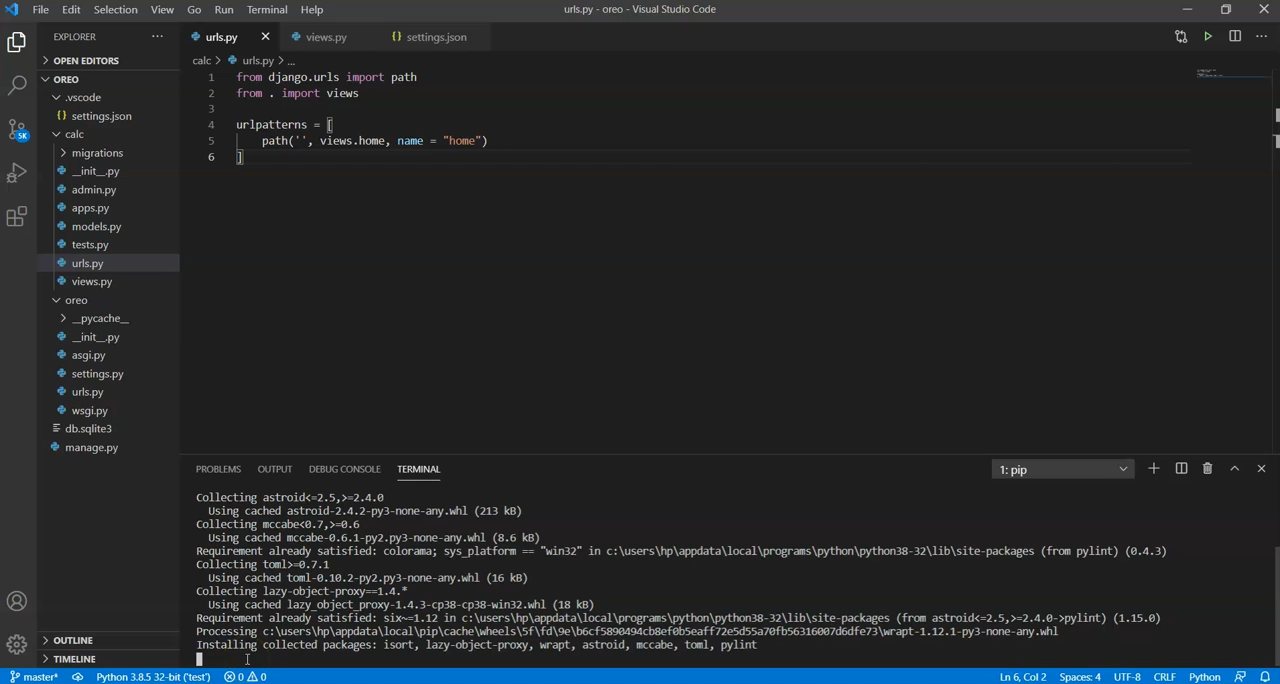 File Edit Selection View Go Run Terminal Help
urls.py - oreo - Visual Studio Code
EXPLORER
OPEN EDITORS
OREO
.vscode
settings.json
calc
migrations
__init__.py
admin.py
apps.py
models.py
tests.py
urls.py
views.py
oreo
__pycache__
__init__.py
asgi.py
settings.py
urls.py
wsgi.py
db.sqlite3
manage.py
OUTLINE
TIMELINE
5K
urls.py views.py settings.json
calc > urls.py > ...
1 from django.urls import path
2 from . import views
3
4 urlpatterns = [
5 path('', views.home, name = "home")
6 ]
PROBLEMS OUTPUT DEBUG CONSOLE TERMINAL
1: pip
Collecting astroid<=2.5,>=2.4.0
Using cached astroid-2.4.2-py3-none-any.whl (213 kB)
Collecting mccabe<0.7,>=0.6
Using cached mccabe-0.6.1-py2.py3-none-any.whl (8.6 kB)
Requirement already satisfied: colorama; sys_platform == "win32" in c:\users\hp\appdata\local\programs\python\python38-32\lib\site-packages (from pylint) (0.4.3)
Collecting toml>=0.7.1
Using cached toml-0.10.2-py2.py3-none-any.whl (16 kB)
Collecting lazy-object-proxy==1.4.*
Using cached lazy_object_proxy-1.4.3-cp38-cp38-win32.whl (18 kB)
Requirement already satisfied: six~=1.12 in c:\users\hp\appdata\local\programs\python\python38-32\lib\site-packages (from astroid<=2.5,>=2.4.0->pylint) (1.15.0)
Processing c:\users\hp\appdata\local\pip\cache\wheels\5f\fd\9e\b6cf5890494cb8ef0b5eaff72e5d55a70fb56316007d6dfe73\wrapt-1.12.1-py3-none-any.whl
Installing collected packages: isort, lazy-object-proxy, wrapt, astroid, mccabe, toml, pylint
master* Python 3.8.5 32-bit ('test') 0 0
Ln 6, Col 2 Spaces: 4 UTF-8 CRLF Python